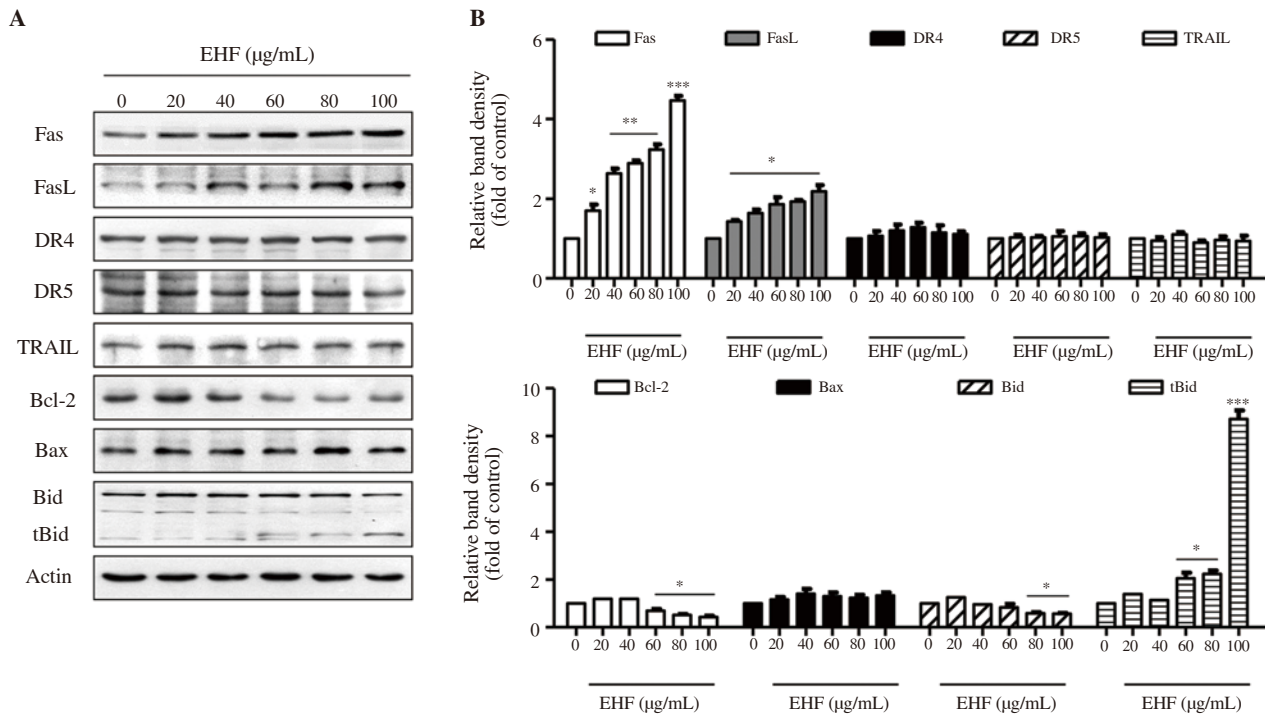 A
EHF (µg/mL)
0 20 40 60 80 100
Fas
FasL
DR4
DR5
TRAIL
Bcl-2
Bax
Bid
tBid
Actin
B
Fas FasL DR4 DR5 TRAIL
Relative band density
(fold of control)
6
4
2
0
* ** *** *
0 20 40 60 80 100 0 20 40 60 80 100 0 20 40 60 80 100 0 20 40 60 80 100 0 20 40 60 80 100
EHF (µg/mL) EHF (µg/mL) EHF (µg/mL) EHF (µg/mL) EHF (µg/mL)
Bcl-2 Bax Bid tBid
Relative band density
(fold of control)
10
8
6
4
2
0
* * * ***
0 20 40 60 80 100 0 20 40 60 80 100 0 20 40 60 80 100 0 20 40 60 80 100
EHF (µg/mL) EHF (µg/mL) EHF (µg/mL) EHF (µg/mL)